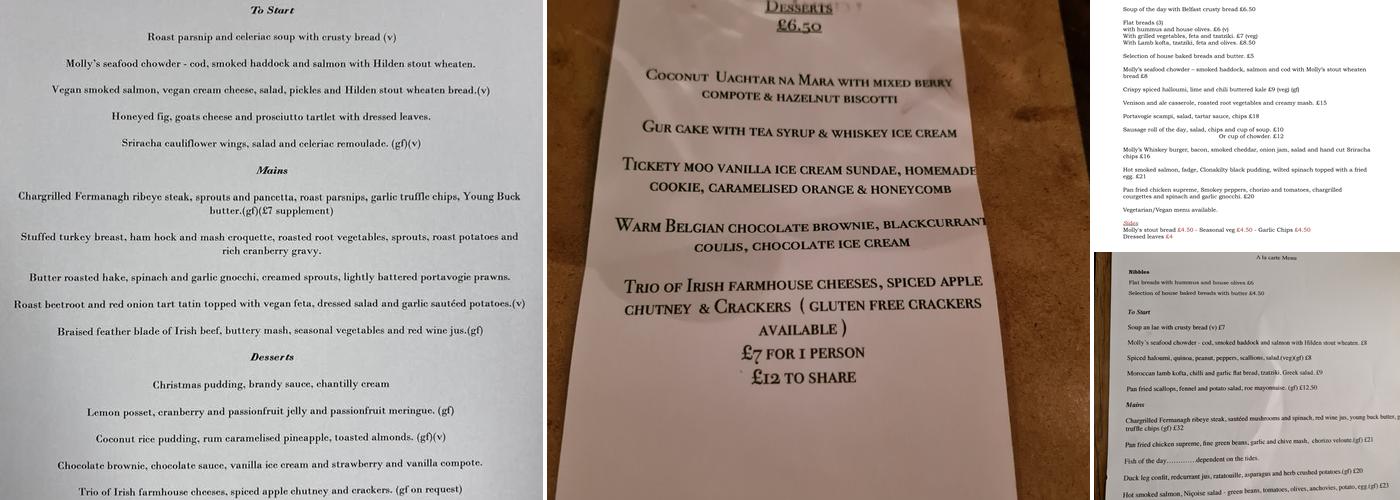 To Start
Roast parsnip and celeriac soup with crusty bread (v)
Molly's seafood chowder - cod, smoked haddock and salmon with Hilden stout wheaten.
Vegan smoked salmon, vegan cream cheese, salad, pickles and Hilden stout wheaten bread.(v)
Honeyed fig, goats cheese and prosciutto tartlet with dressed leaves.
Sriracha cauliflower wings, salad and celeriac remoulade. (gf)(v)
Mains
Chargrilled Fermanagh ribeye steak, sprouts and pancetta, roast parsnips, garlic truffle chips, Young Buck
butter.(gf)(£7 supplement)
Stuffed turkey breast, ham hock and mash croquette, roasted root vegetables, sprouts, roast potatoes and
rich cranberry gravy.
Butter roasted hake, spinach and garlic gnocchi, creamed sprouts, lightly battered portavogie prawns.
Roast beetroot and red onion tart tatin topped with vegan feta, dressed salad and garlic sautéed potatoes.(v)
Braised feather blade of Irish beef, buttery mash, seasonal vegetables and red wine jus.(gf)
Desserts
Christmas pudding, brandy sauce, chantilly cream
Lemon posset, cranberry and passionfruit jelly and passionfruit meringue. (gf)
Coconut rice pudding, rum caramelised pineapple, toasted almonds. (gf)(v)
Chocolate brownie, chocolate sauce, vanilla ice cream and strawberry and vanilla compote.
Trio of Irish farmhouse cheeses, spiced apple chutney and crackers. (gf on request)
Desserts
£6.50
Coconut Uachtar na Mara with mixed berry
compote & hazelnut biscotti
Gur cake with tea syrup & whiskey ice cream
Tickety moo vanilla ice cream sundae, homemade
cookie, caramelised orange & honeycomb
Warm Belgian chocolate brownie, blackcurrant
coulis, chocolate ice cream
Trio of Irish farmhouse cheeses, spiced apple
chutney & Crackers ( gluten free crackers
available )
£7 for 1 person
£12 to share
Soup of the day with Belfast crusty bread £6.50
Flat breads (3)
with hummus and house olives. £6 (v)
With grilled vegetables, feta and tzatziki. £7 (veg)
With Lamb kofta, tzatziki, feta and olives. £8.50
Selection of house baked breads and butter. £5
Molly's seafood chowder – smoked haddock, salmon and cod with Molly's stout wheaten
bread £8
Crispy spiced halloumi, lime and chili buttered kale £9 (veg) (gf)
Venison and ale casserole, roasted root vegetables and creamy mash. £15
Portavogie scampi, salad, tartar sauce, chips £18
Sausage roll of the day, salad, chips and cup of soup. £10
Or cup of chowder. £12
Molly's Whiskey burger, bacon, smoked cheddar, onion jam, salad and hand cut Sriracha
chips £16
Hot smoked salmon, fadge, Clonakilty black pudding, wilted spinach topped with a fried
egg. £21
Pan fried chicken supreme, Smokey peppers, chorizo and tomatoes, chargrilled
courgettes and spinach and garlic gnocchi. £20
Vegetarian/Vegan menu available.
Sides
Molly's stout bread £4.50 - Seasonal veg £4.50 - Garlic Chips £4.50
Dressed leaves £4
A la carte Menu
Nibbles
Flat breads with hummus and house olives £6
Selection of house baked breads with butter £4.50
To Start
Soup an lae with crusty bread (v) £7
Molly's seafood chowder - cod, smoked haddock and salmon with Hilden stout wheaten. £8
Spiced haloumi, quinoa, peanut, peppers, scallions, salad.(veg)(gf) £8
Moroccan lamb kofta, chilli and garlic flat bread, tzatziki, Greek salad. £9
Pan fried scallops, fennel and potato salad, roe mayonnaise. (gf) £12.50
Mains
Chargrilled Fermanagh ribeye steak, sautéed mushrooms and spinach, red wine jus, young buck butter,
truffle chips (gf) £32
Pan fried chicken supreme, fine green beans, garlic and chive mash, chorizo veloute.(gf) £21
Fish of the day............dependent on the tides.
Duck leg confit, redcurrant jus, ratatouille, asparagus and herb crushed potatoes.(gf) £20
Hot smoked salmon, Niçoise salad - green beans, tomatoes, olives, anchovies, potato, egg.(gf) £23